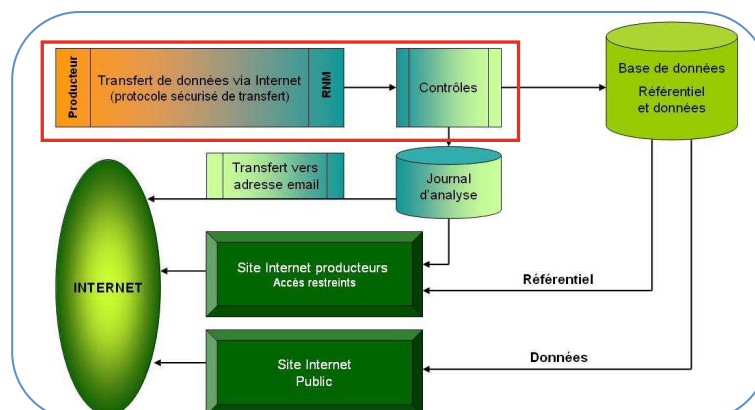 Producteur
Transfert de données via Internet
(protocole sécurisé de transfert)
RNM
Contrôles
Base de données
Référentiel
et données
Transfert vers
adresse email
Journal
d'analyse
INTERNET
Site Internet producteurs
Accès restreints
Référentiel
Site Internet
Public
Données